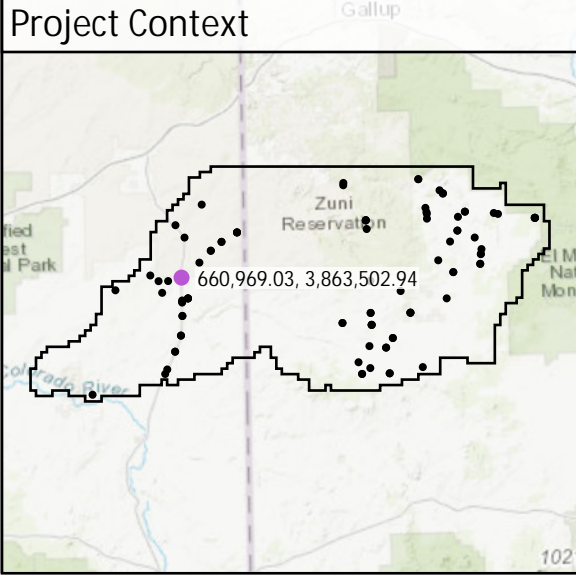 Project Context
Gallup
Zuni
Reservation
fied
est
al Park
El M
Nat
Mon
660,969.03, 3,863,502.94
Colorado River
102